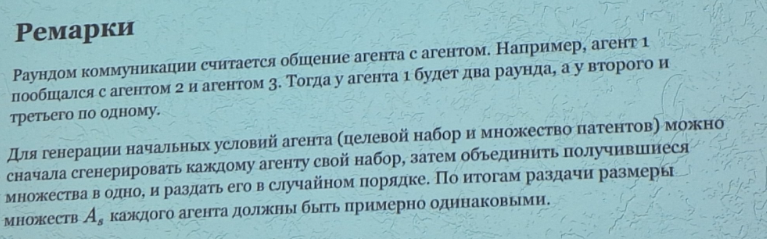 Ремарки
Раундом коммуникации считается общение агента с агентом. Например, агент 1
пообщался с агентом 2 и агентом 3. Тогда у агента 1 будет два раунда, а у второго и
третьего по одному.
Для генерации начальных условий агента (целевой набор и множество патентов) можно
сначала сгенерировать каждому агенту свой набор, затем объединить получившиеся
множества в одно, и раздать его в случайном порядке. По итогам раздачи размеры
множеств A_s каждого агента должны быть примерно одинаковыми.